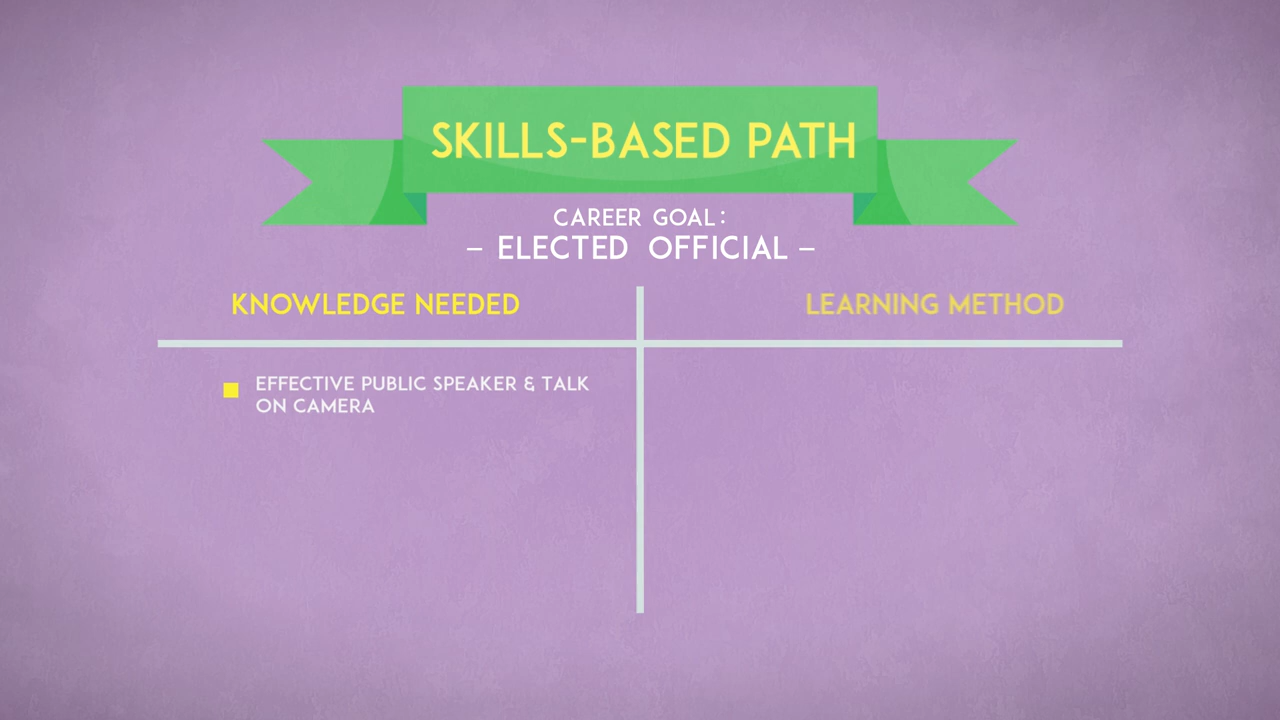 SKILLS-BASED PATH
CAREER GOAL:
– ELECTED OFFICIAL –
KNOWLEDGE NEEDED
LEARNING METHOD
EFFECTIVE PUBLIC SPEAKER & TALK
ON CAMERA